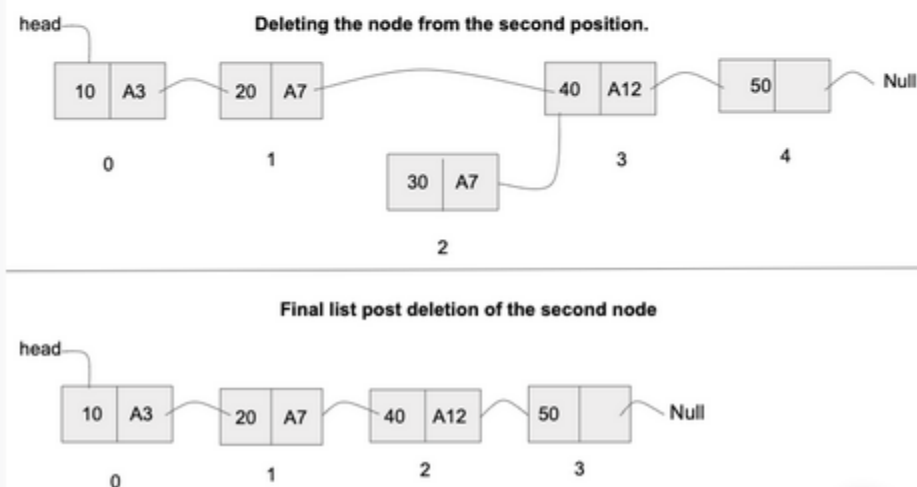 head
Deleting the node from the second position.
10 A3 20 A7 40 A12 50 Null
0 1 3 4
30 A7
2
Final list post deletion of the second node
head
10 A3 20 A7 40 A12 50 Null
0 1 2 3